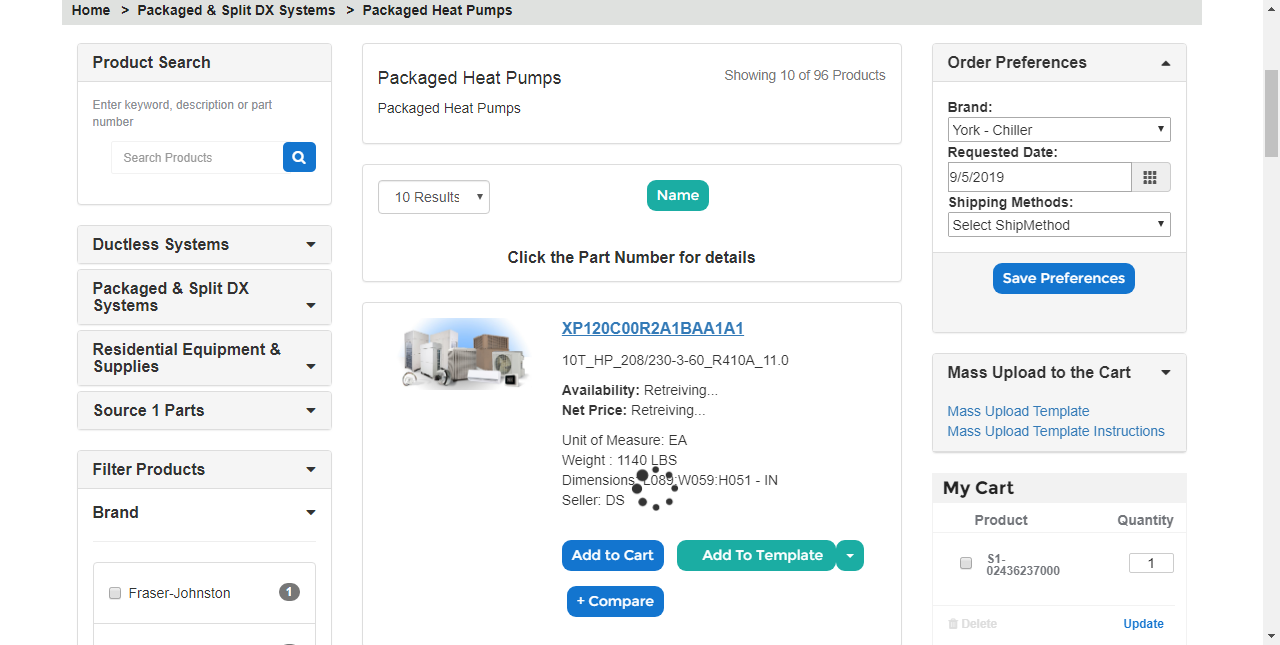 Home > Packaged & Split DX Systems > Packaged Heat Pumps
Product Search
Enter keyword, description or part
number
Search Products
Ductless Systems
Packaged & Split DX
Systems
Residential Equipment &
Supplies
Source 1 Parts
Filter Products
Brand
Fraser-Johnston 1
Packaged Heat Pumps
Showing 10 of 96 Products
Packaged Heat Pumps
10 Results
Name
Click the Part Number for details
XP120C00R2A1BAA1A1
10T_HP_208/230-3-60_R410A_11.0
Availability: Retreiving...
Net Price: Retreiving...
Unit of Measure: EA
Weight : 1140 LBS
Dimensions: L089:W059:H051 - IN
Seller: DS
Add to Cart
Add To Template
+ Compare
Order Preferences
Brand:
York - Chiller
Requested Date:
9/5/2019
Shipping Methods:
Select ShipMethod
Save Preferences
Mass Upload to the Cart
Mass Upload Template
Mass Upload Template Instructions
My Cart
Product Quantity
S1-
02436237000
1
Delete
Update